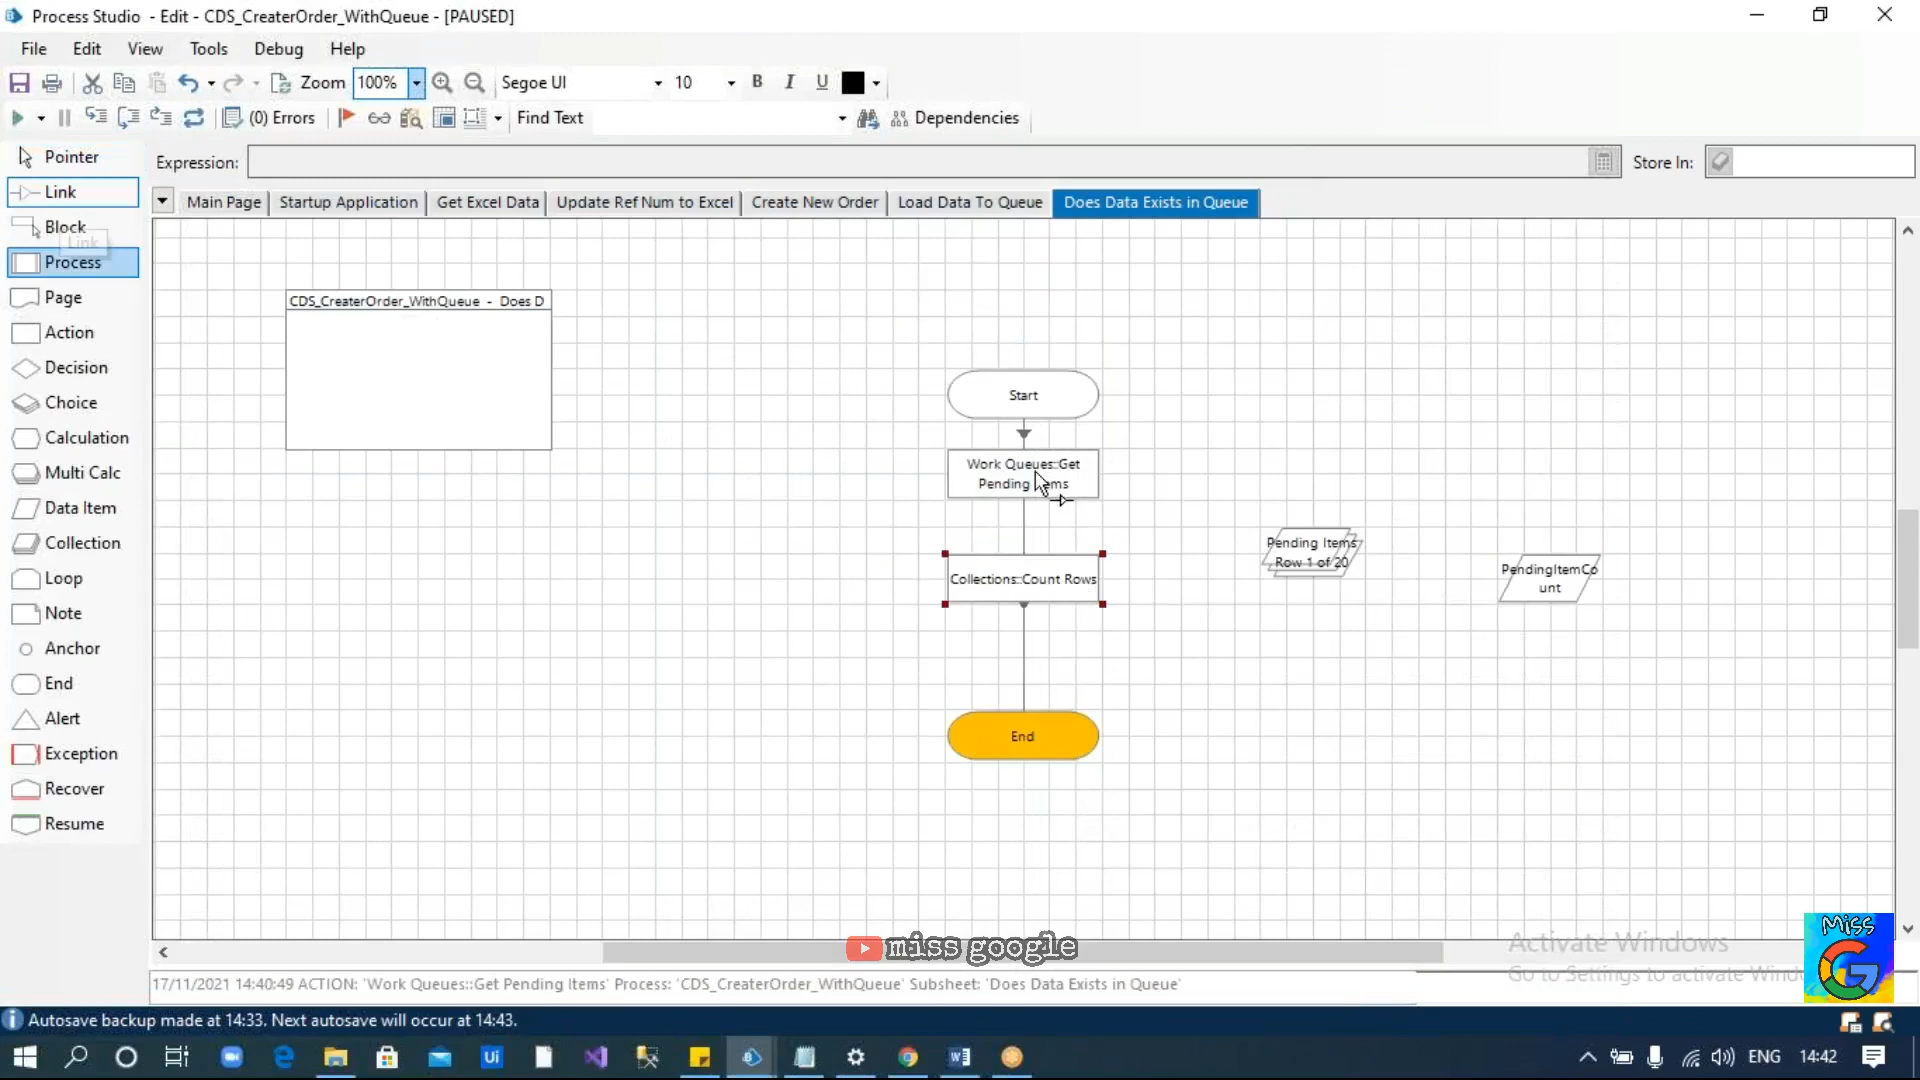 Process Studio - Edit - CDS_CreaterOrder_WithQueue - [PAUSED]
File Edit View Tools Debug Help
Zoom 100% Segoe UI 10 B I U
(0) Errors Find Text Dependencies
Pointer
Expression: Store In:
Link
Main Page Startup Application Get Excel Data Update Ref Num to Excel Create New Order Load Data To Queue Does Data Exists in Queue
Block
Link
Process
Page
Action
Decision
Choice
Calculation
Multi Calc
Data Item
Collection
Loop
Note
Anchor
End
Alert
Exception
Recover
Resume
CDS_CreaterOrder_WithQueue - Does D
Start
Work Queues::Get
Pending Items
Collections::Count Rows
End
Pending Items
Row 1 of 20
PendingItemCo
unt
miss google
Activate Windows
Go to Settings to activate Wind
Miss
G
17/11/2021 14:40:49 ACTION: 'Work Queues::Get Pending Items' Process: 'CDS_CreaterOrder_WithQueue' Subsheet: 'Does Data Exists in Queue'
Autosave backup made at 14:33. Next autosave will occur at 14:43.
Ui
ENG 14:42